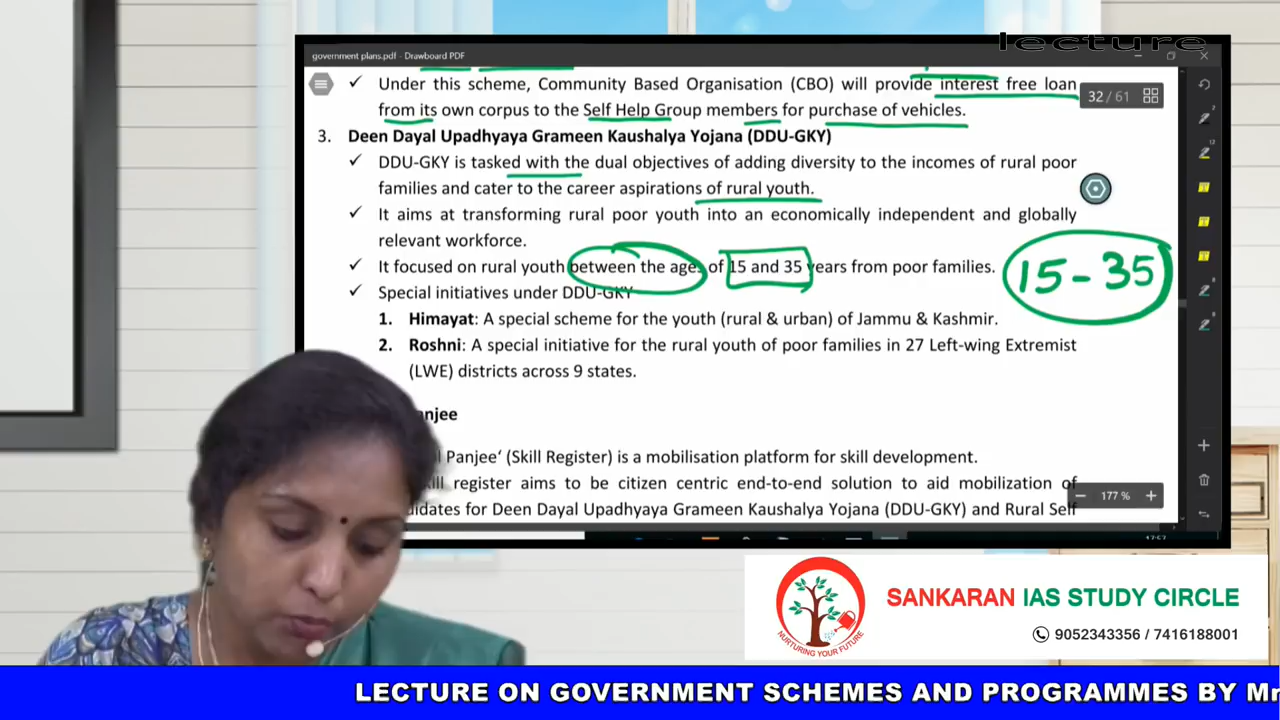 lecture
government plans.pdf - Drawboard PDF
✓ Under this scheme, Community Based Organisation (CBO) will provide interest free loan
from its own corpus to the Self Help Group members for purchase of vehicles.
32 / 61
3. Deen Dayal Upadhyaya Grameen Kaushalya Yojana (DDU-GKY)
✓ DDU-GKY is tasked with the dual objectives of adding diversity to the incomes of rural poor
families and cater to the career aspirations of rural youth.
✓ It aims at transforming rural poor youth into an economically independent and globally
relevant workforce.
✓ It focused on rural youth between the ages of 15 and 35 years from poor families.
15-35
✓ Special initiatives under DDU-GKY
1. Himayat: A special scheme for the youth (rural & urban) of Jammu & Kashmir.
2. Roshni: A special initiative for the rural youth of poor families in 27 Left-wing Extremist
(LWE) districts across 9 states.
Panjee‘ (Skill Register) is a mobilisation platform for skill development.
register aims to be citizen centric end-to-end solution to aid mobilization of
177 %
for Deen Dayal Upadhyaya Grameen Kaushalya Yojana (DDU-GKY) and Rural Self
NURTURING YOUR FUTURE
SANKARAN IAS STUDY CIRCLE
9052343356 / 7416188001
LECTURE ON GOVERNMENT SCHEMES AND PROGRAMMES BY Mr